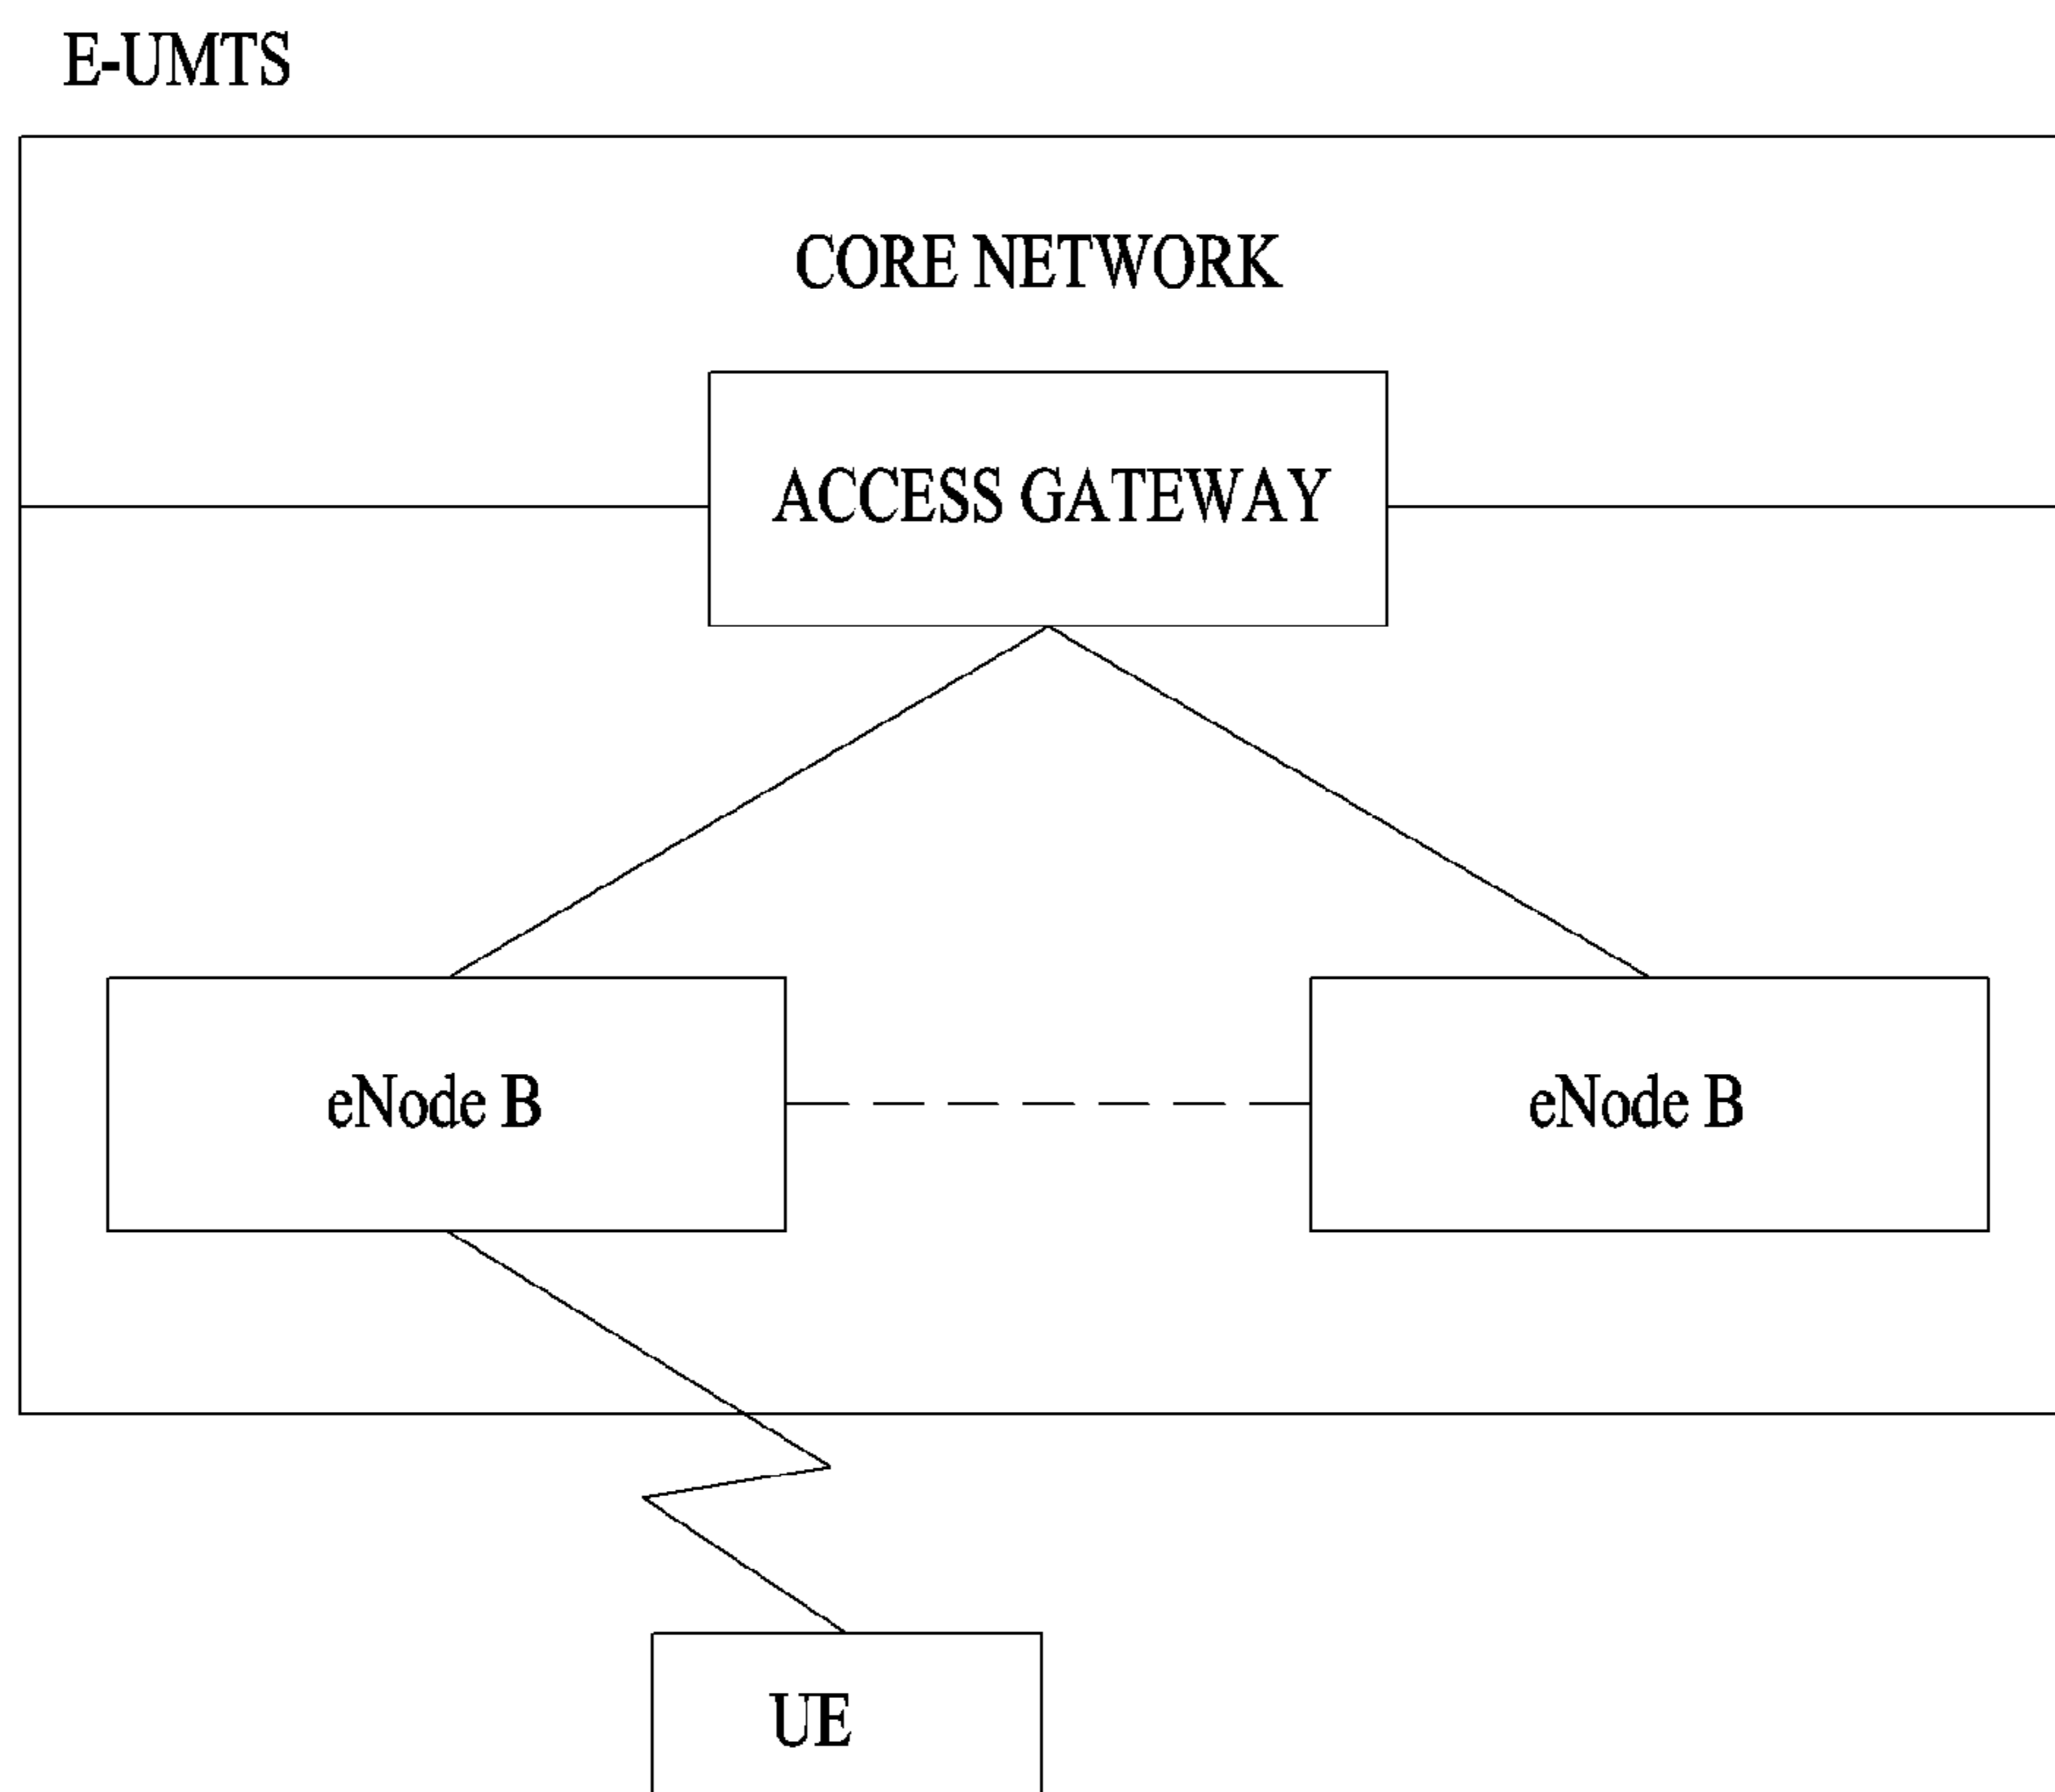 E-UMTS
CORE NETWORK
ACCESS GATEWAY
eNode B
eNode B
UE